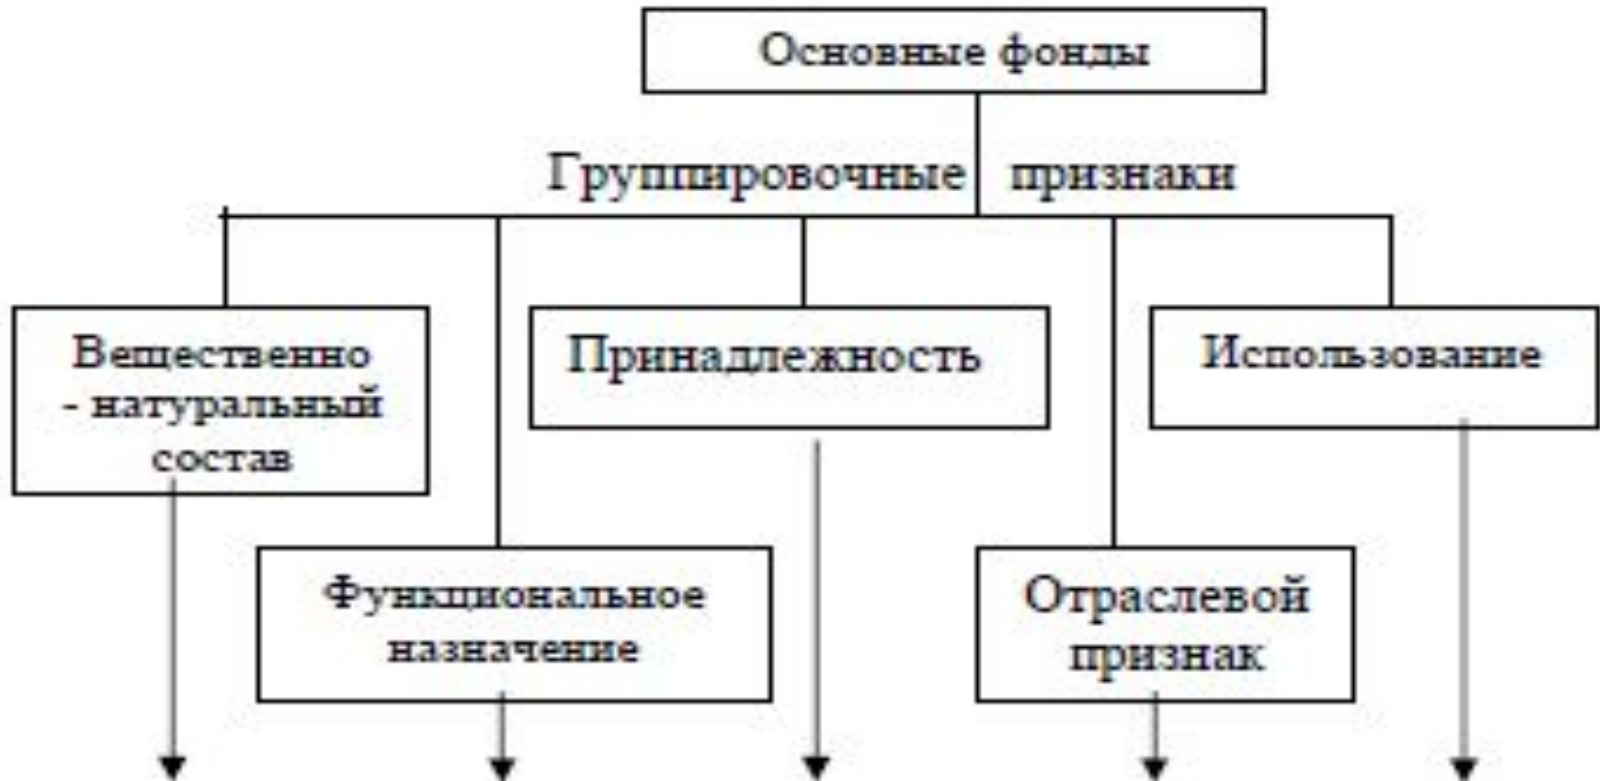 Основные фонды
Группировочные признаки
Вещественно
- натуральный
состав
Принадлежность
Использование
Функциональное
назначение
Отраслевой
признак